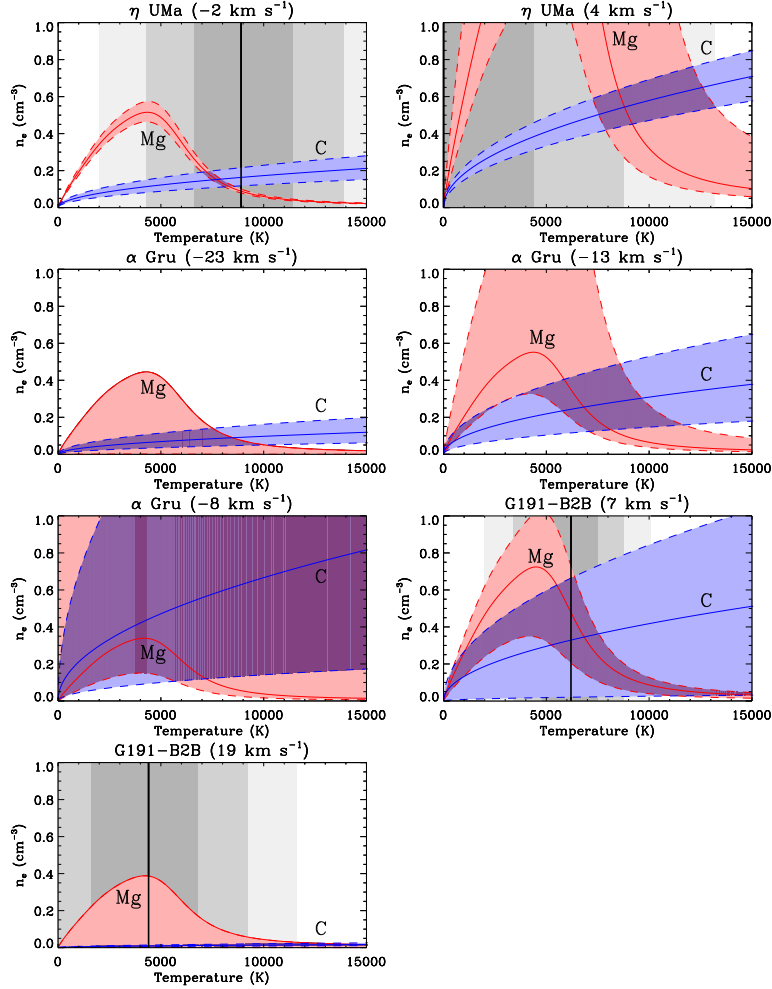 η UMa (−2 km s⁻¹)
1.0
0.8
0.6
0.4
0.2
0.0
nₑ (cm⁻³)
Mg
C
0 5000 10000 15000
Temperature (K)
η UMa (4 km s⁻¹)
1.0
0.8
0.6
0.4
0.2
0.0
nₑ (cm⁻³)
Mg
C
0 5000 10000 15000
Temperature (K)
α Gru (−23 km s⁻¹)
1.0
0.8
0.6
0.4
0.2
0.0
nₑ (cm⁻³)
Mg
C
0 5000 10000 15000
Temperature (K)
α Gru (−13 km s⁻¹)
1.0
0.8
0.6
0.4
0.2
0.0
nₑ (cm⁻³)
Mg
C
0 5000 10000 15000
Temperature (K)
α Gru (−8 km s⁻¹)
1.0
0.8
0.6
0.4
0.2
0.0
nₑ (cm⁻³)
C
Mg
0 5000 10000 15000
Temperature (K)
G191−B2B (7 km s⁻¹)
1.0
0.8
0.6
0.4
0.2
0.0
nₑ (cm⁻³)
Mg
C
0 5000 10000 15000
Temperature (K)
G191−B2B (19 km s⁻¹)
1.0
0.8
0.6
0.4
0.2
0.0
nₑ (cm⁻³)
Mg
C
0 5000 10000 15000
Temperature (K)